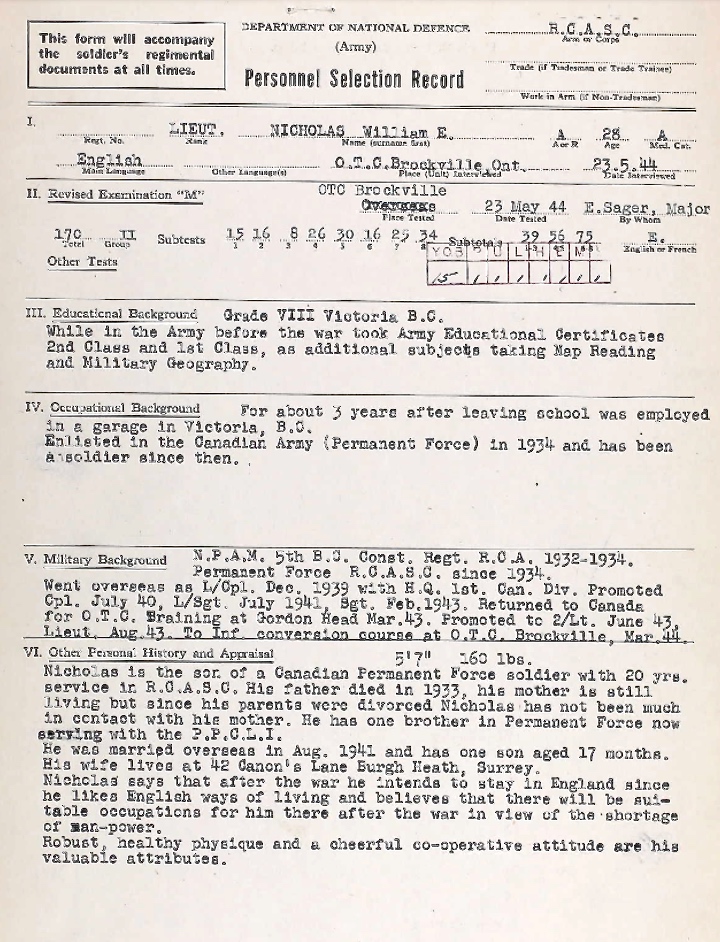 This form will accompany
the soldier's regimental
documents at all times.
DEPARTMENT OF NATIONAL DEFENCE
(Army)
Personnel Selection Record
R.C.A.S.C.
Arm or Corps
Trade (if Tradesman or Trade Trainee)
Work in Arm (if Non-Tradesman)
I.
LIEUT. NICHOLAS William E. A 28 A
Regt. No. Rank Name (surname first) A or R Age Med. Cat.
English O.T.C.Brockville Ont. 23.5.44
Main Language Other Language(s) Place (Unit) Interviewed Date Interviewed
II. Revised Examination "M" OTC Brockville
Overseas 23 May 44 E.Sager, Major
Place Tested Date Tested By Whom
170 II Subtests 15 16 8 26 30 16 25 34 Subtotals 39 56 75 E.
Total Group 1 2 3 4 5 6 7 8 English or French
Other Tests
YOB P U L H E M
15
III. Educational Background Grade VIII Victoria B.C.
While in the Army before the war took Army Educational Certificates
2nd Class and 1st Class, as additional subjects taking Map Reading
and Military Geography.
IV. Occupational Background For about 3 years after leaving school was employed
in a garage in Victoria, B.C.
Enlisted in the Canadian Army (Permanent Force) in 1934 and has been
a soldier since then.
V. Military Background N.P.A.M. 5th B.C. Const. Regt. R.C.A. 1932-1934.
Permanent Force R.C.A.S.C. since 1934.
Went overseas as L/Cpl. Dec. 1939 with H.Q. 1st. Can. Div. Promoted
Cpl. July 40, L/Sgt. July 1941, Sgt. Feb.1943. Returned to Canada
for O.T.C. Braining at Gordon Head Mar.43. Promoted to 2/Lt. June 43,
Lieut. Aug.43. To Inf. conversion course at O.T.C. Brockville, Mar.44.
VI. Other Personal History and Appraisal 5'7" 160 lbs.
Nicholas is the son of a Canadian Permanent Force soldier with 20 yrs.
service in R.C.A.S.C. His father died in 1933, his mother is still
living but since his parents were divorced Nicholas has not been much
in contact with his mother. He has one brother in Permanent Force now
serving with the P.P.C.L.I.
He was married overseas in Aug. 1941 and has one son aged 17 months.
His wife lives at 42 Canon's Lane Burgh Heath, Surrey.
Nicholas says that after the war he intends to stay in England since
he likes English ways of living and believes that there will be sui-
table occupations for him there after the war in view of the shortage
of man-power.
Robust, healthy physique and a cheerful co-operative attitude are his
valuable attributes.